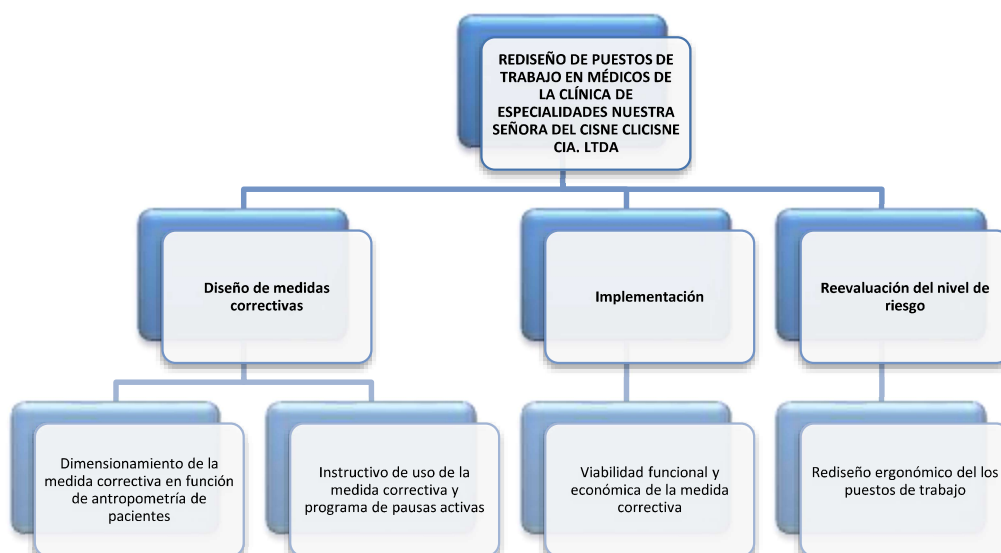 REDISEÑO DE PUESTOS DE
TRABAJO EN MÉDICOS DE
LA CLÍNICA DE
ESPECIALIDADES NUESTRA
SEÑORA DEL CISNE CLICISNE
CIA. LTDA
Diseño de medidas
correctivas
Implementación
Reevaluación del nivel de
riesgo
Dimensionamiento de la
medida correctiva en función
de antropometría de
pacientes
Instructivo de uso de la
medida correctiva y
programa de pausas activas
Viabilidad funcional y
económica de la medida
correctiva
Rediseño ergonómico del los
puestos de trabajo